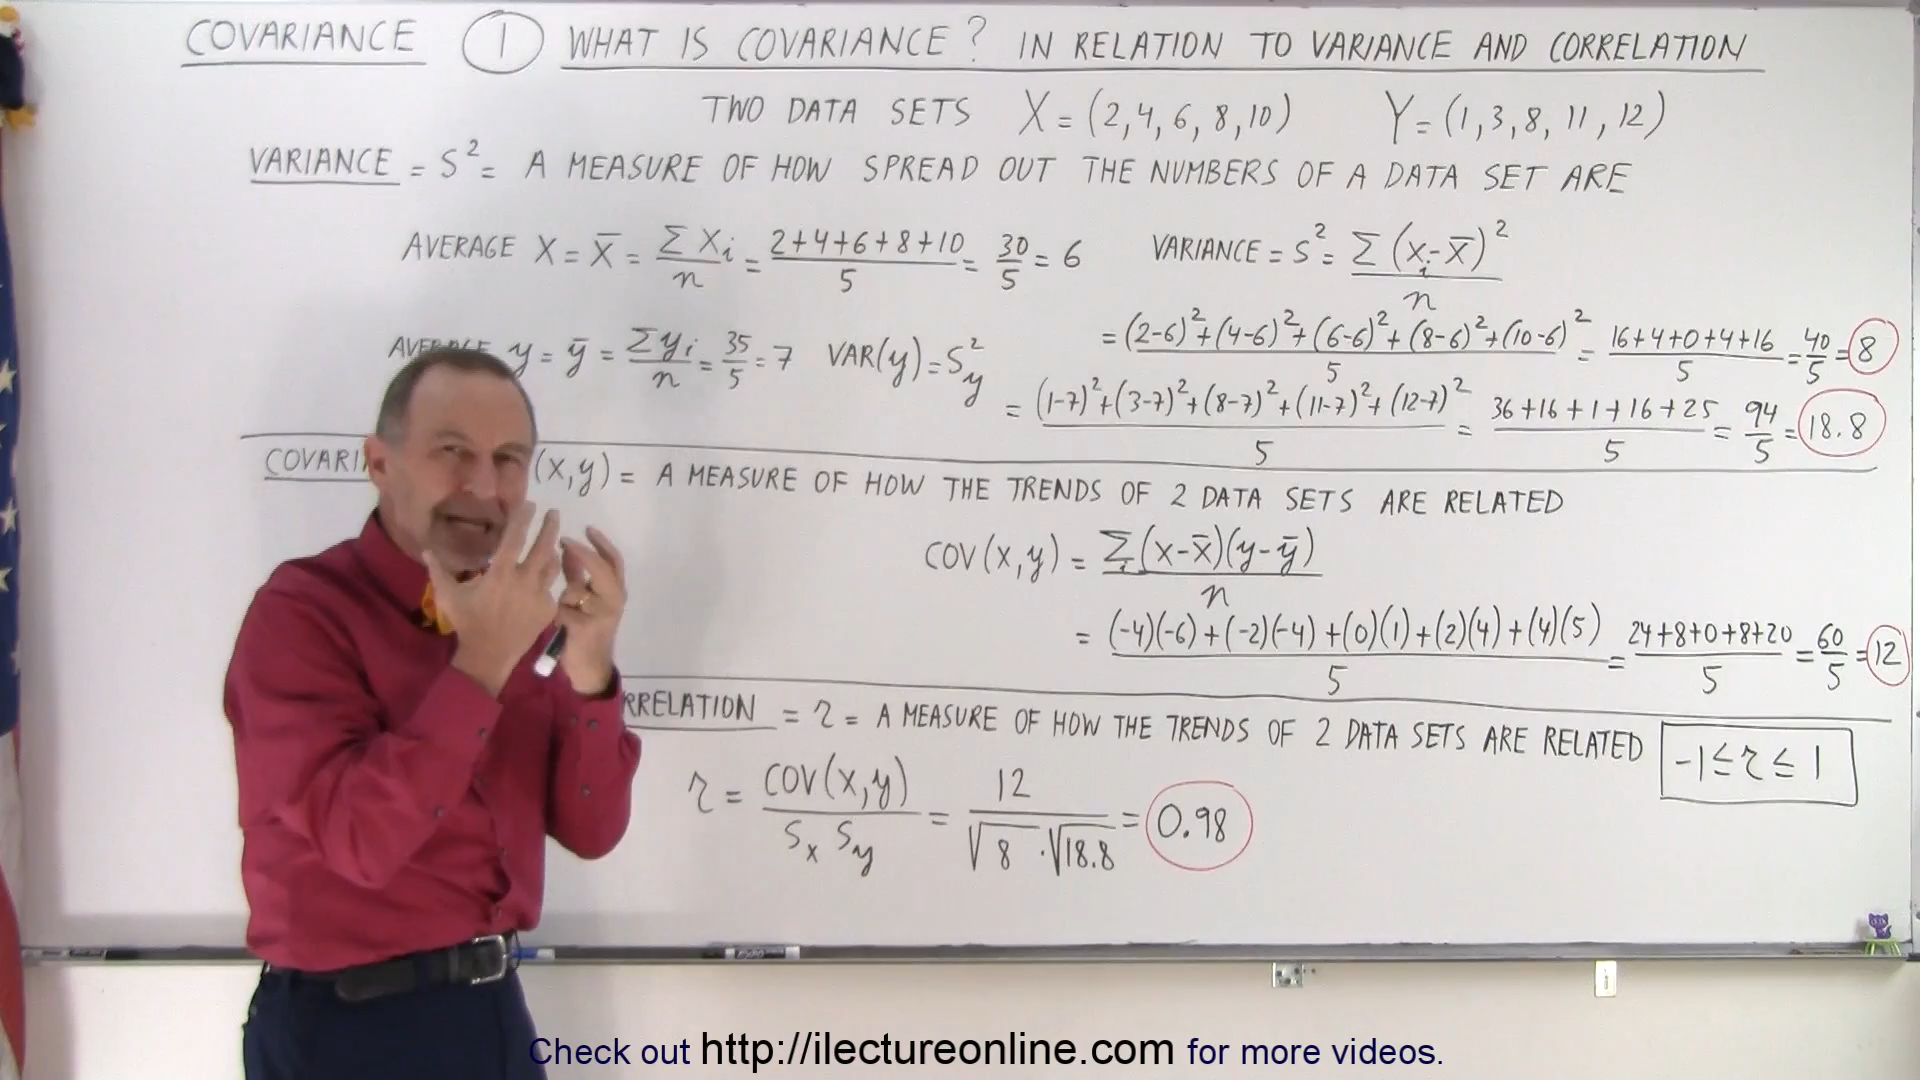 COVARIANCE ① WHAT IS COVARIANCE? IN RELATION TO VARIANCE AND CORRELATION
TWO DATA SETS X = (2,4,6,8,10) Y = (1,3,8,11,12)
VARIANCE = S² = A MEASURE OF HOW SPREAD OUT THE NUMBERS OF A DATA SET ARE
AVERAGE X = x̄ = Σxi/n = (2+4+6+8+10)/5 = 30/5 = 6 VARIANCE = S² = Σ(xi-x̄)²/n
= ((2-6)²+(4-6)²+(6-6)²+(8-6)²+(10-6)²)/5 = (16+4+0+4+16)/5 = 40/5 = 8
y = ȳ = Σyi/n = 35/5 = 7 VAR(y) = Sy²
= ((1-7)²+(3-7)²+(8-7)²+(11-7)²+(12-7)²)/5 = (36+16+1+16+25)/5 = 94/5 = 18.8
COVARI (x,y) = A MEASURE OF HOW THE TRENDS OF 2 DATA SETS ARE RELATED
COV(x,y) = Σi(x-x̄)(y-ȳ)/n
= ((-4)(-6)+(-2)(-4)+(0)(1)+(2)(4)+(4)(5))/5 = (24+8+0+8+20)/5 = 60/5 = 12
RRELATION = r = A MEASURE OF HOW THE TRENDS OF 2 DATA SETS ARE RELATED -1 ≤ r ≤ 1
r = COV(x,y)/(Sx Sy) = 12/(√8 · √18.8) = 0.98
Check out http://ilectureonline.com for more videos.